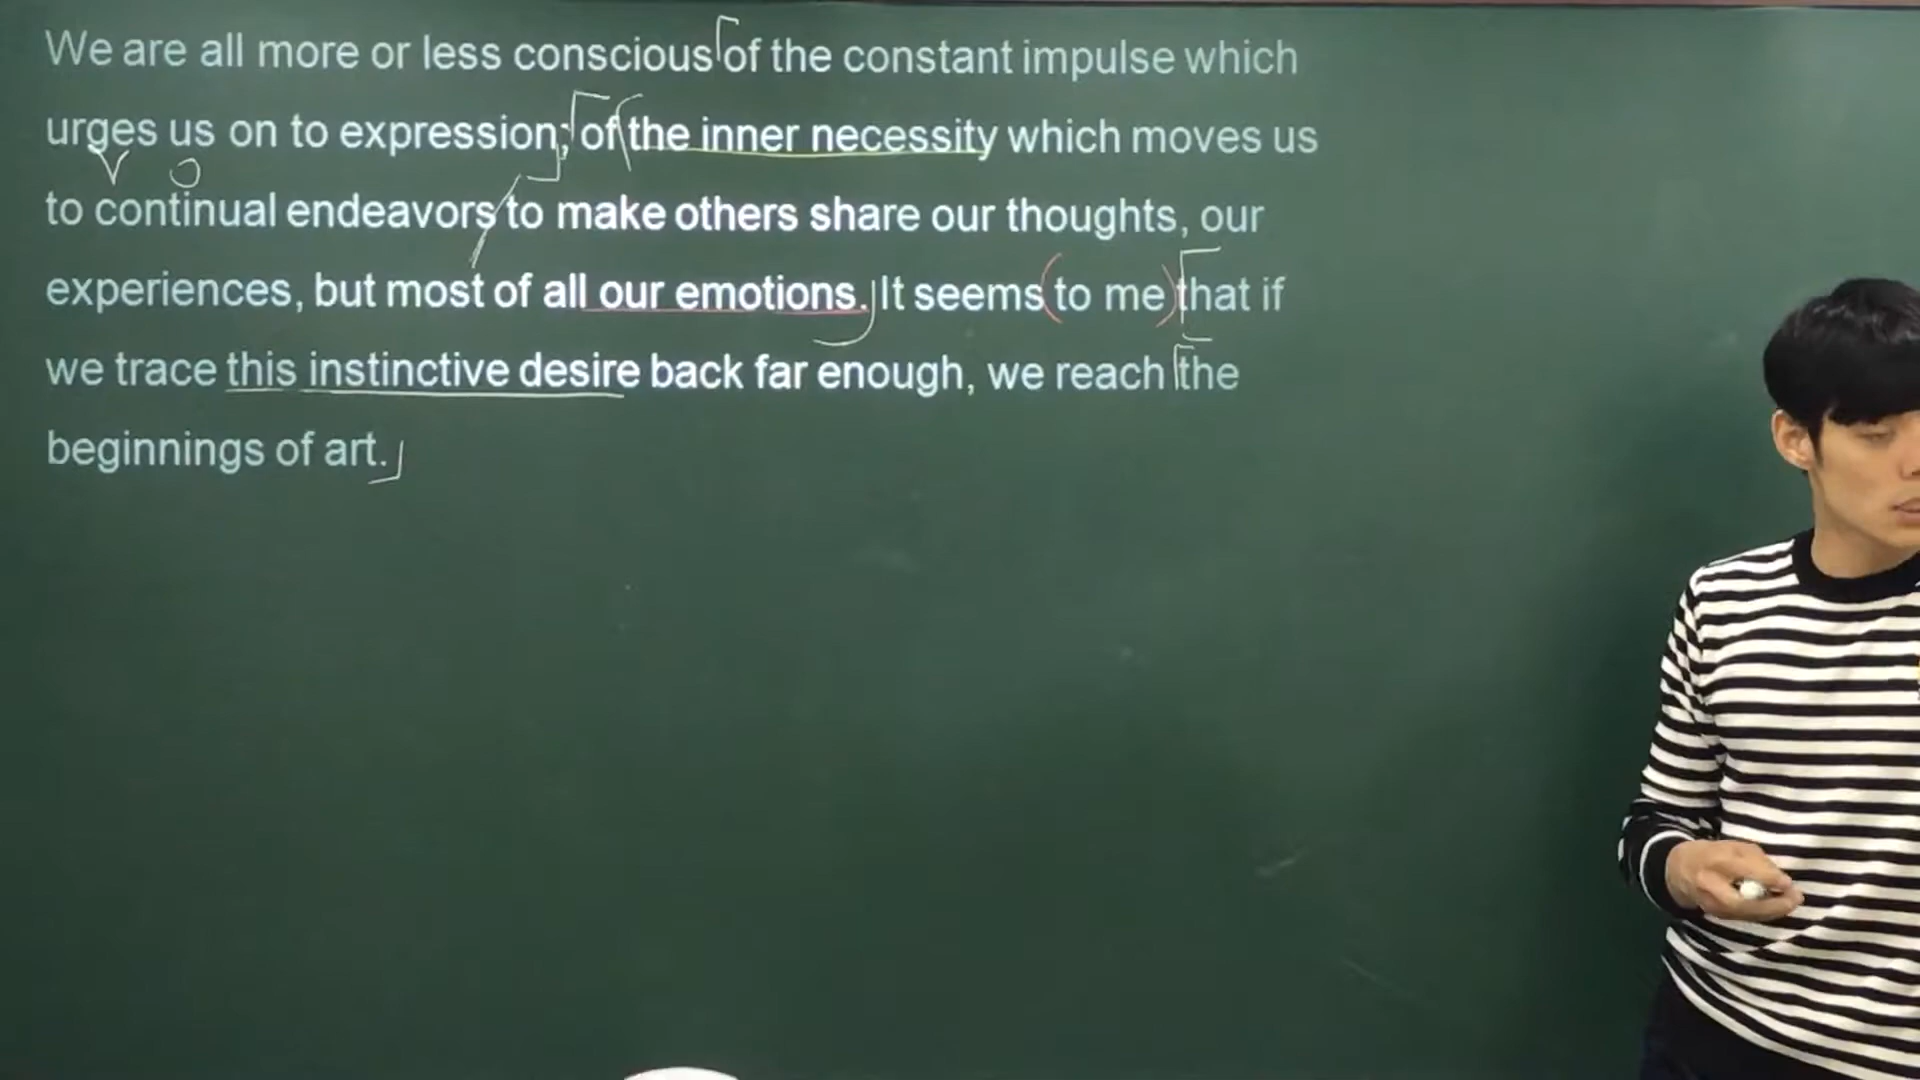 We are all more or less conscious of the constant impulse which
urges us on to expression; of the inner necessity which moves us
to continual endeavors to make others share our thoughts, our
experiences, but most of all our emotions. It seems to me that if
we trace this instinctive desire back far enough, we reach the
beginnings of art.
V O